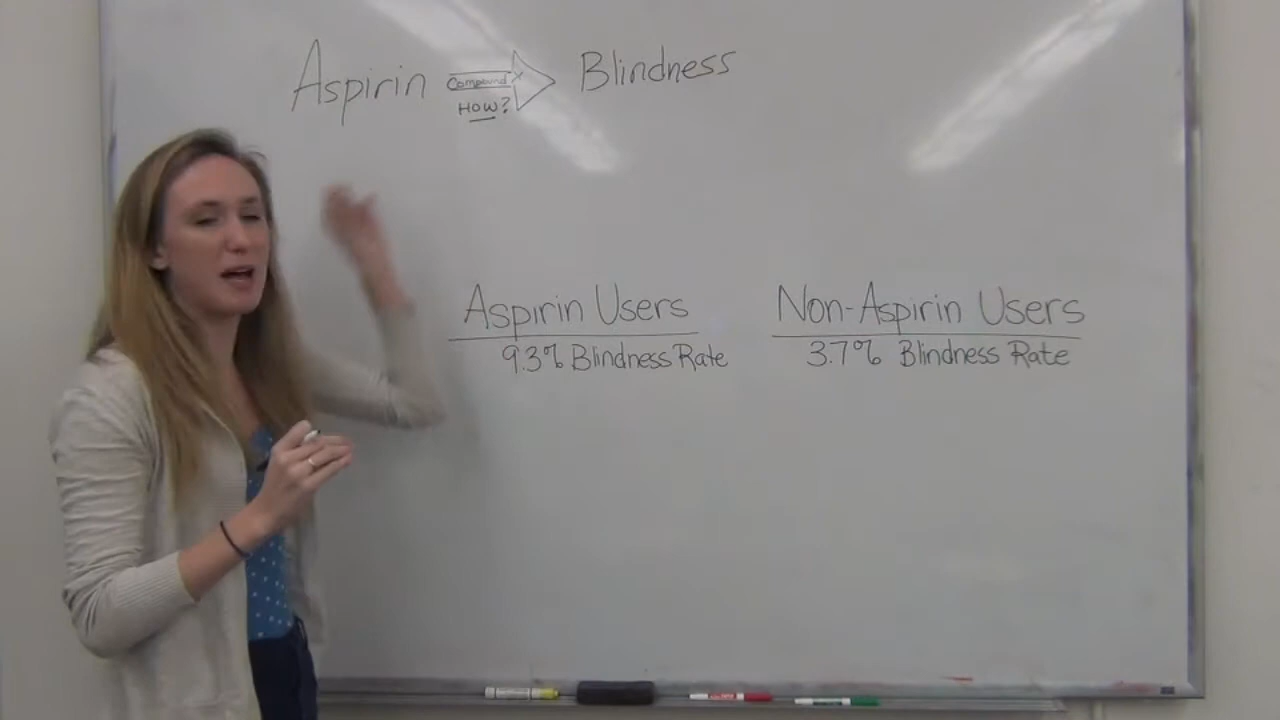 Aspirin Compound X Blindness
HOW?
Aspirin Users Non-Aspirin Users
9.3% Blindness Rate 3.7% Blindness Rate